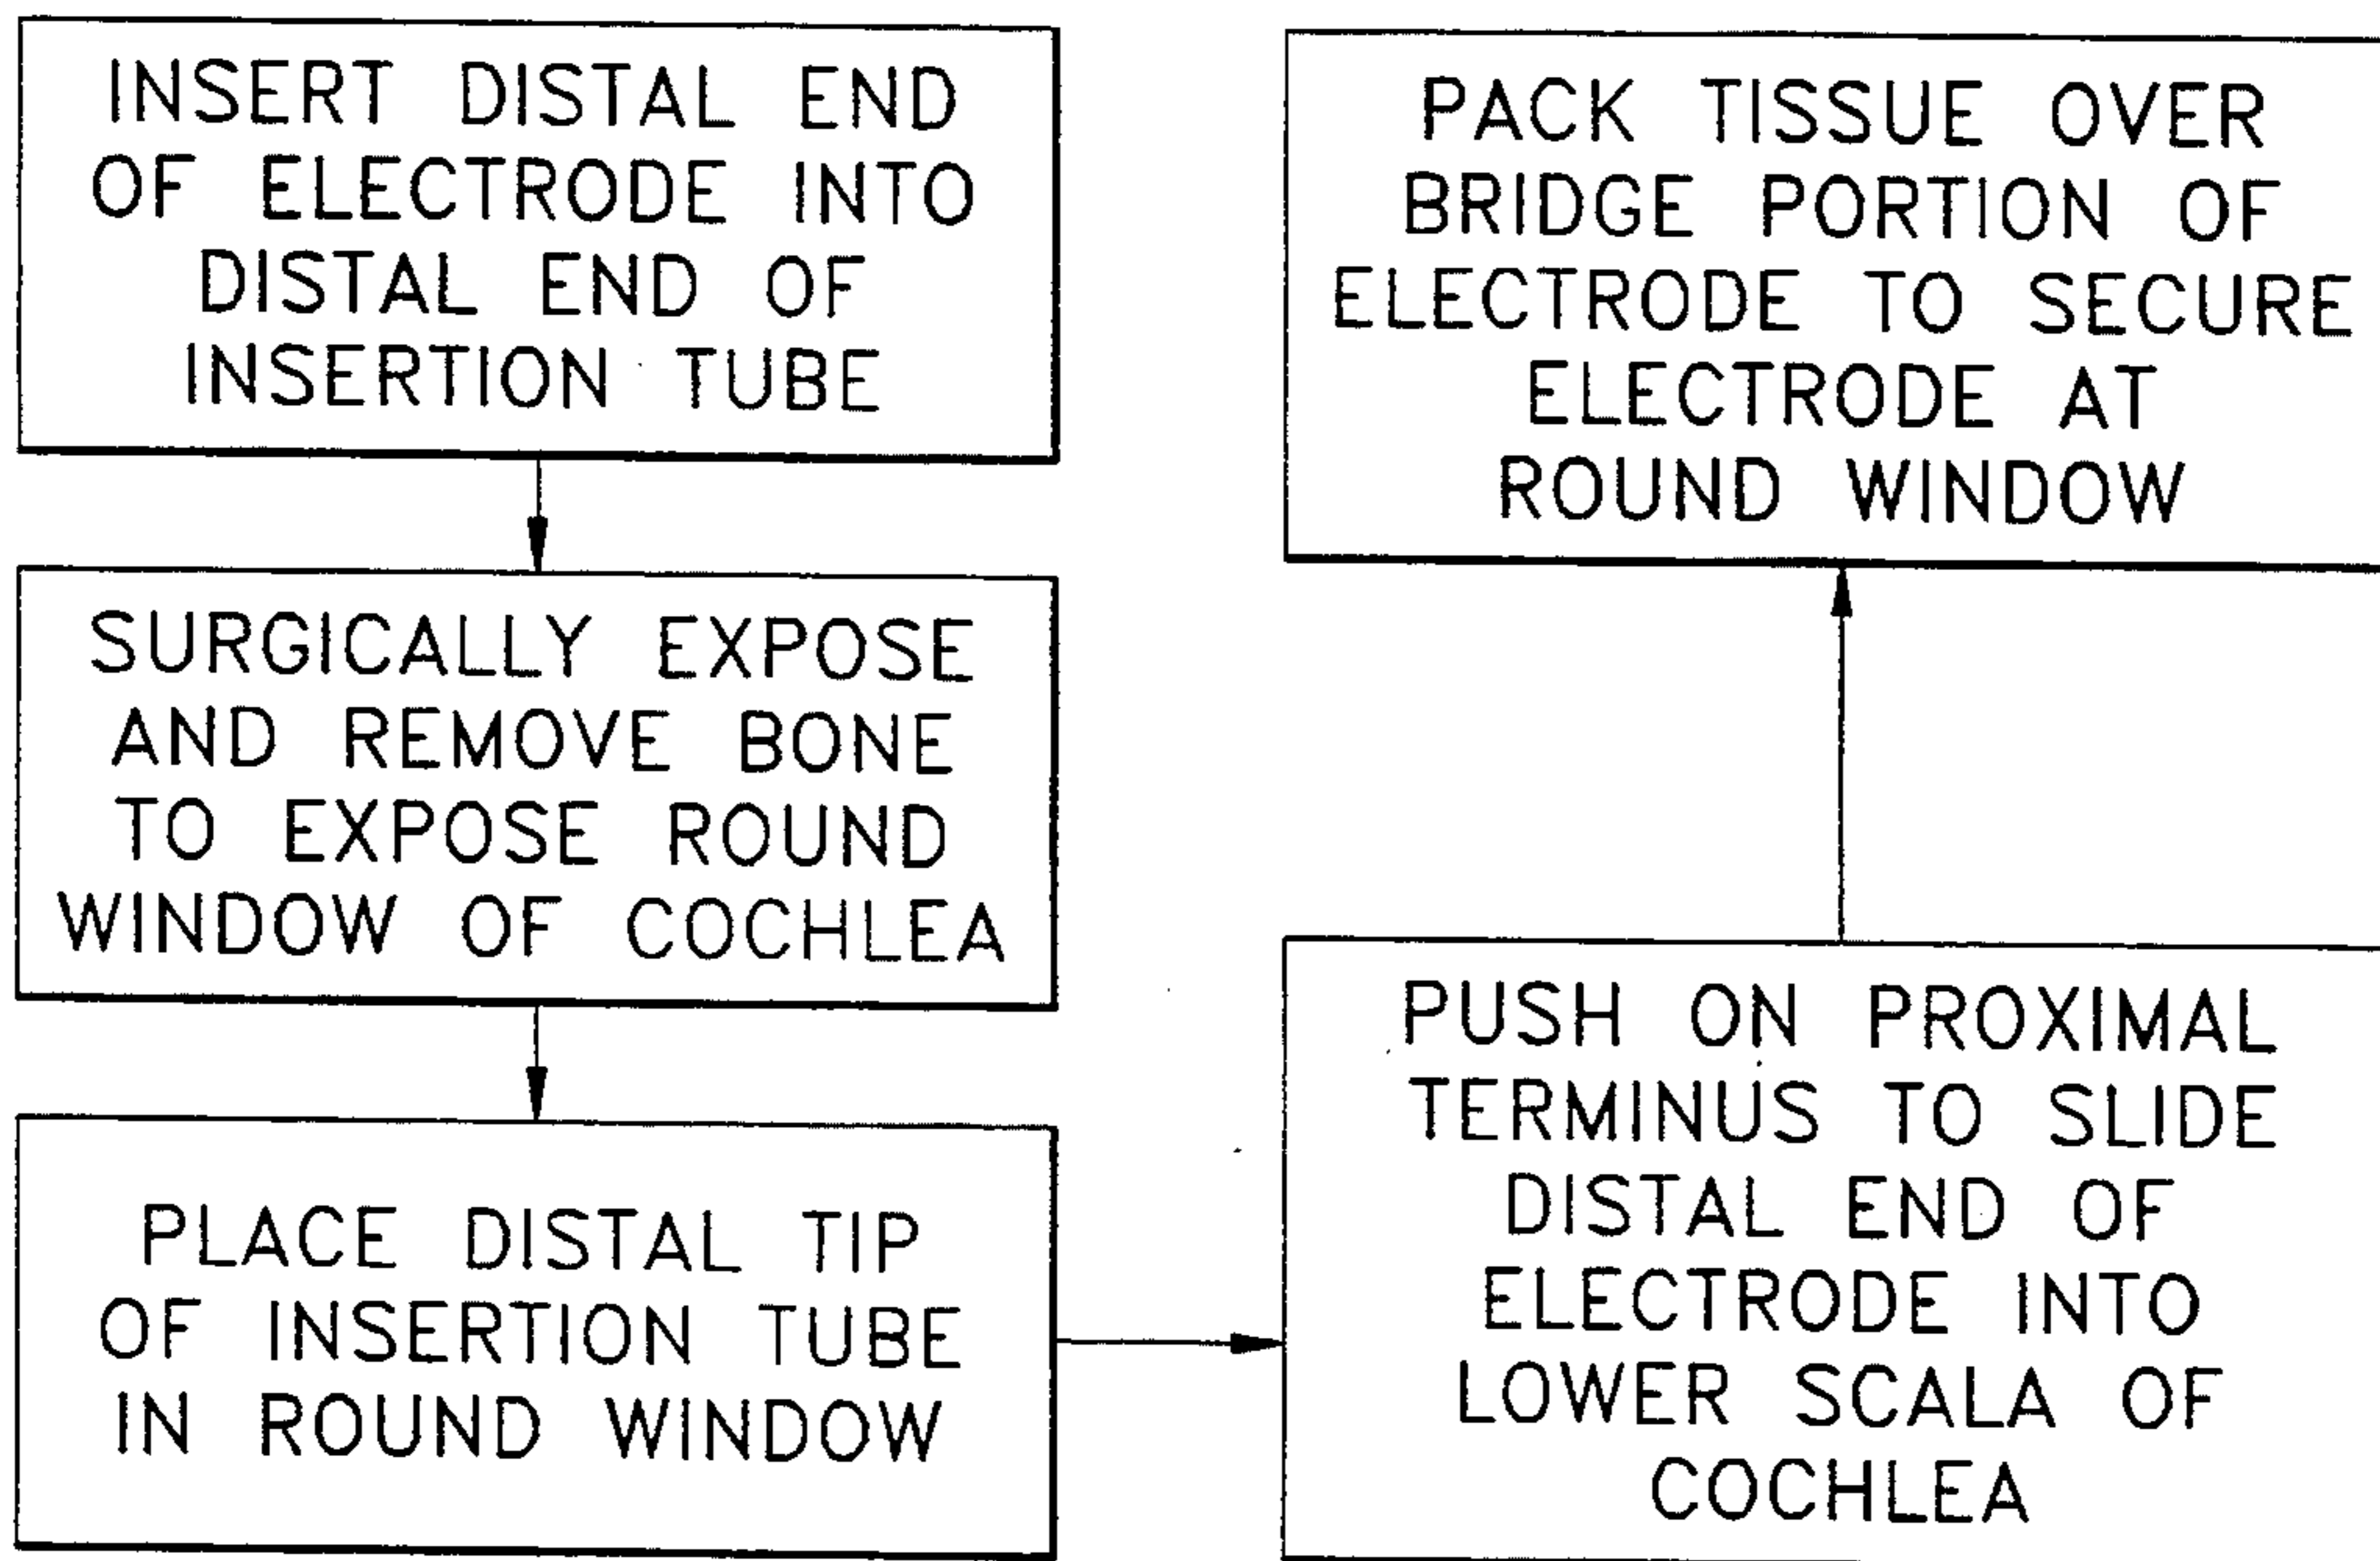 INSERT DISTAL END
OF ELECTRODE INTO
DISTAL END OF
INSERTION TUBE
SURGICALLY EXPOSE
AND REMOVE BONE
TO EXPOSE ROUND
WINDOW OF COCHLEA
PLACE DISTAL TIP
OF INSERTION TUBE
IN ROUND WINDOW
PUSH ON PROXIMAL
TERMINUS TO SLIDE
DISTAL END OF
ELECTRODE INTO
LOWER SCALA OF
COCHLEA
PACK TISSUE OVER
BRIDGE PORTION OF
ELECTRODE TO SECURE
ELECTRODE AT
ROUND WINDOW